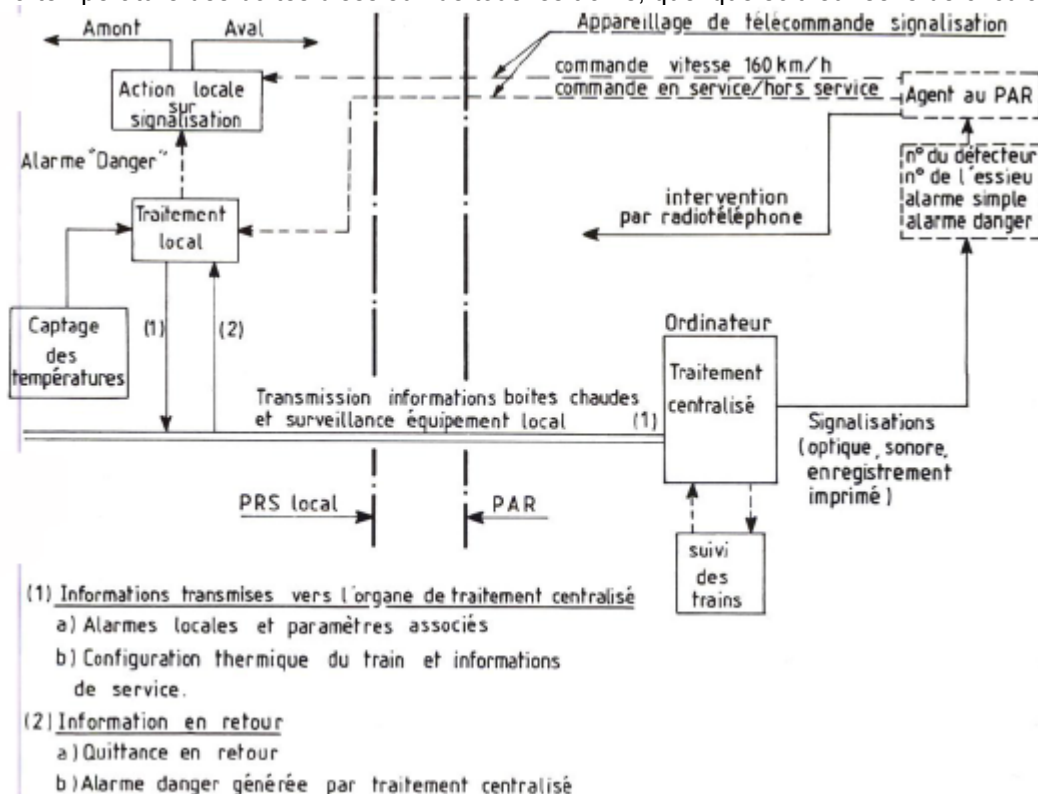 Appareillage de télécommande signalisation
Amont
Aval
commande vitesse 160 km/h
commande en service/hors service
Action locale
sur
signalisation
Agent au PAR
Alarme "Danger"
n° du détecteur
n° de l'essieu
alarme simple
alarme danger
intervention
par radiotéléphone
Traitement
local
Captage
des
températures
(1)
(2)
Ordinateur
Traitement
centralisé
Transmission informations boites chaudes
et surveillance équipement local (1)
Signalisations
(optique, sonore,
enregistrement
imprimé)
PRS local
PAR
suivi
des
trains
(1) Informations transmises vers l'organe de traitement centralisé
a) Alarmes locales et paramètres associés
b) Configuration thermique du train et informations
de service.
(2) Information en retour
a) Quittance en retour
b) Alarme danger générée par traitement centralisé